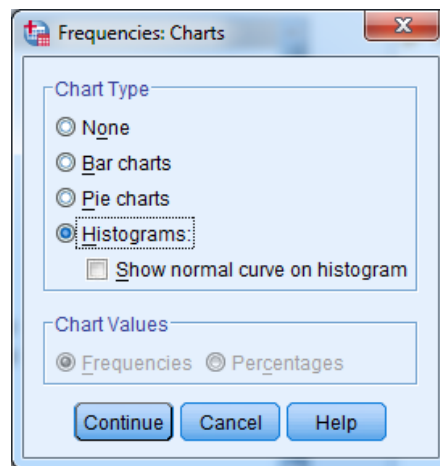 Frequencies: Charts
Chart Type
None
Bar charts
Pie charts
Histograms:
Show normal curve on histogram
Chart Values
Frequencies Percentages
Continue Cancel Help